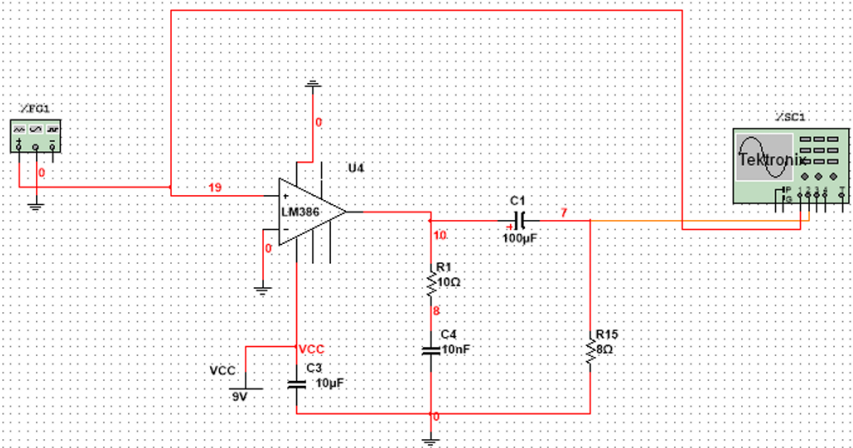 XFG1
0
19
0
U4
LM386
0
C1
100µF
7
10
R1
10Ω
8
C4
10nF
R15
8Ω
VCC
VCC
9V
C3
10µF
0
XSC1
Tektronix
P
G
1 2 3 4 T